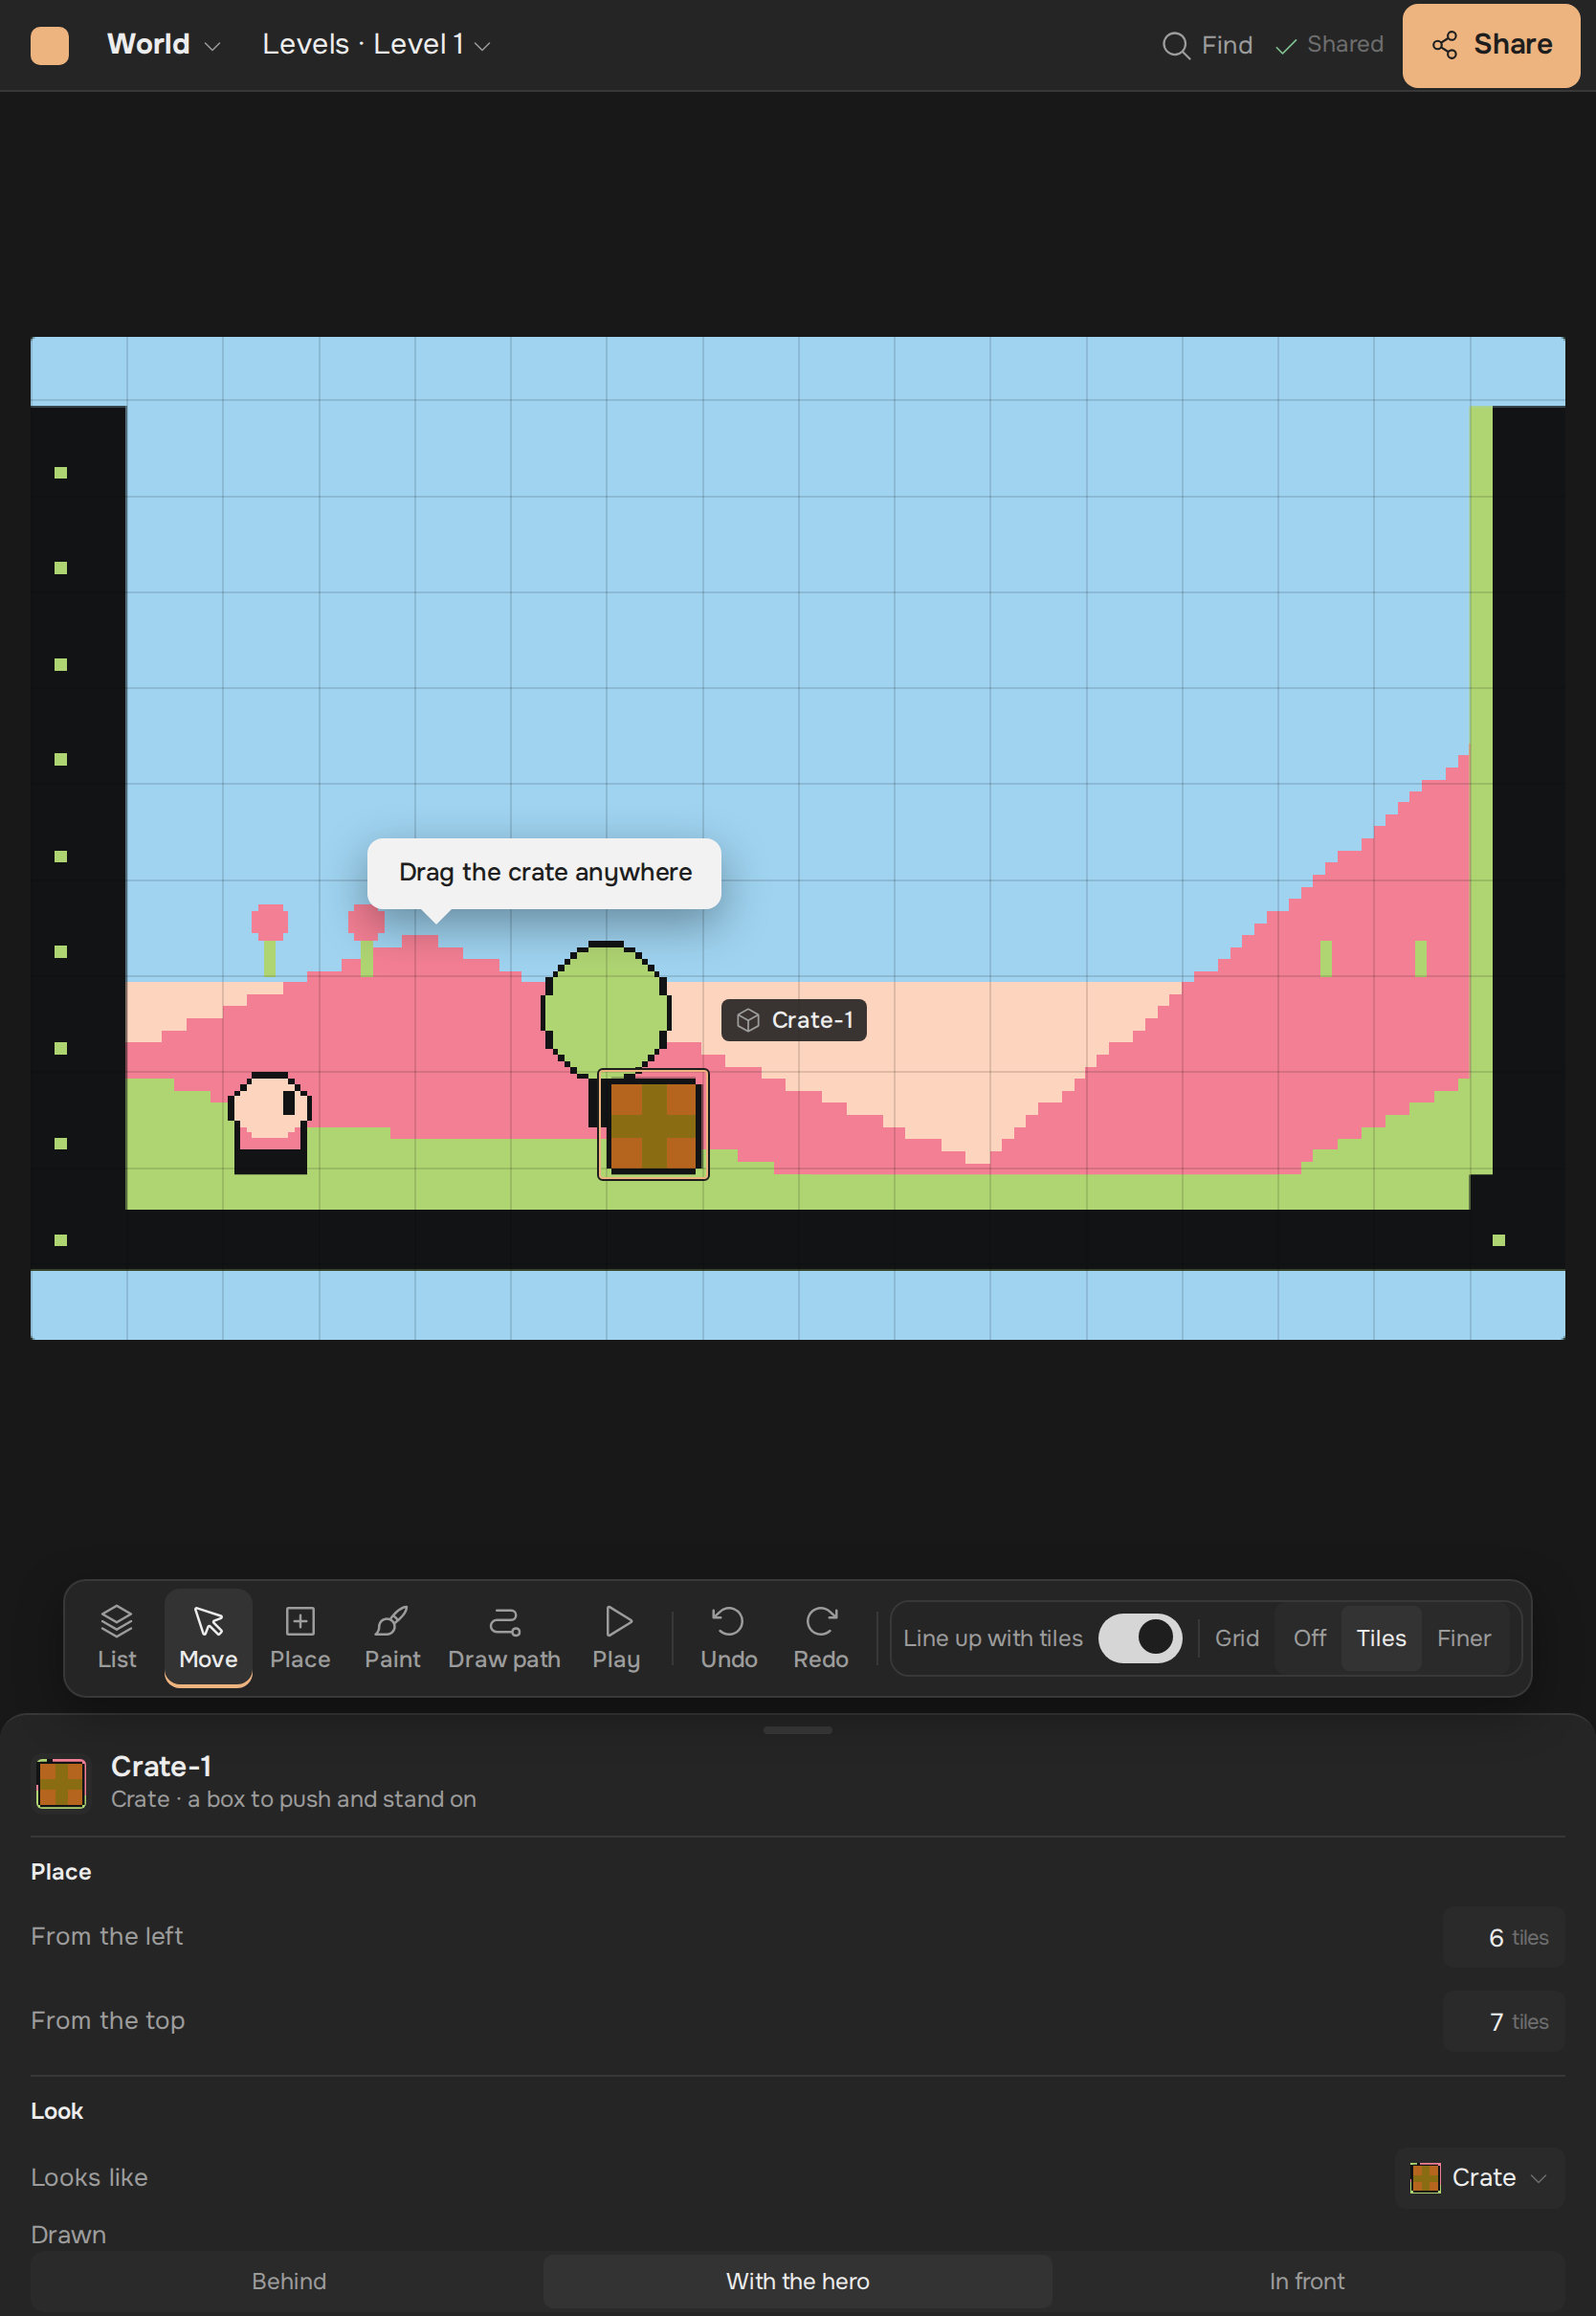 World
Levels · Level 1
Find
Shared
Share
Drag the crate anywhere
Crate-1
List
Move
Place
Paint
Draw path
Play
Undo
Redo
Line up with tiles
Grid
Off
Tiles
Finer
Crate-1
Crate · a box to push and stand on
Place
From the left
6 tiles
From the top
7 tiles
Look
Looks like
Crate
Drawn
Behind
With the hero
In front